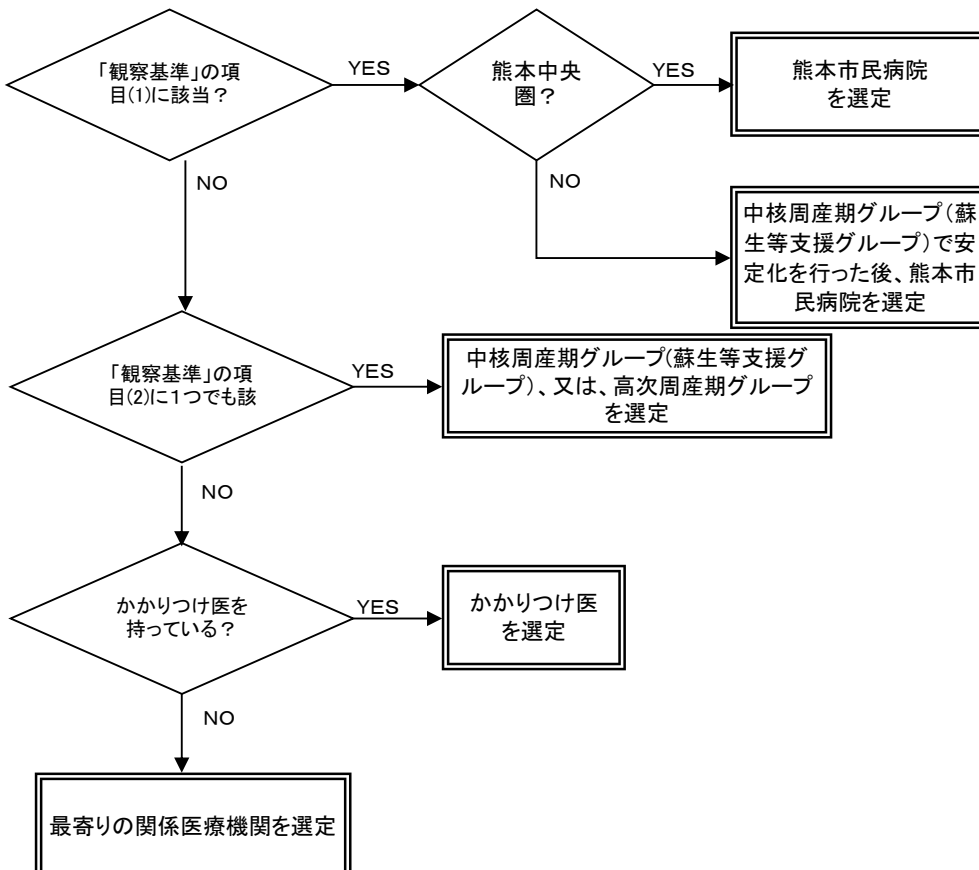 「観察基準」の項
目(1)に該当？
YES
熊本中央
圏？
YES
熊本市民病院
を選定
NO
NO
中核周産期グループ（蘇
生等支援グループ）で安
定化を行った後、熊本市
民病院を選定
「観察基準」の項
目(2)に１つでも該
YES
中核周産期グループ(蘇生等支援グ
ループ)、又は、高次周産期グループ
を選定
NO
かかりつけ医を
持っている？
YES
かかりつけ医
を選定
NO
最寄りの関係医療機関を選定